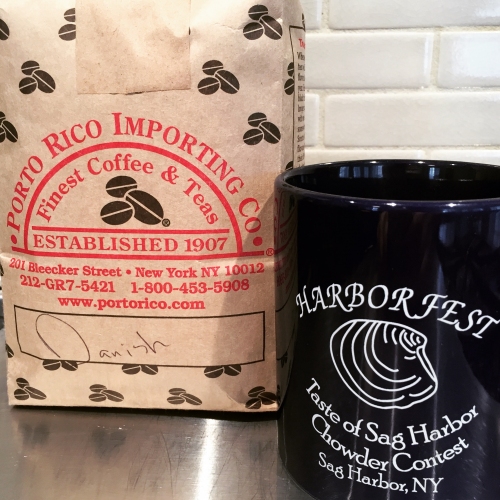 PORTO RICO IMPORTING CO.
Finest Coffee & Teas
ESTABLISHED 1907
201 Bleecker Street • New York NY 10012
212-GR7-5421 1-800-453-5908
www.portorico.com
Danish
HARBORFEST
Taste of Sag Harbor
Chowder Contest
Sag Harbor, NY